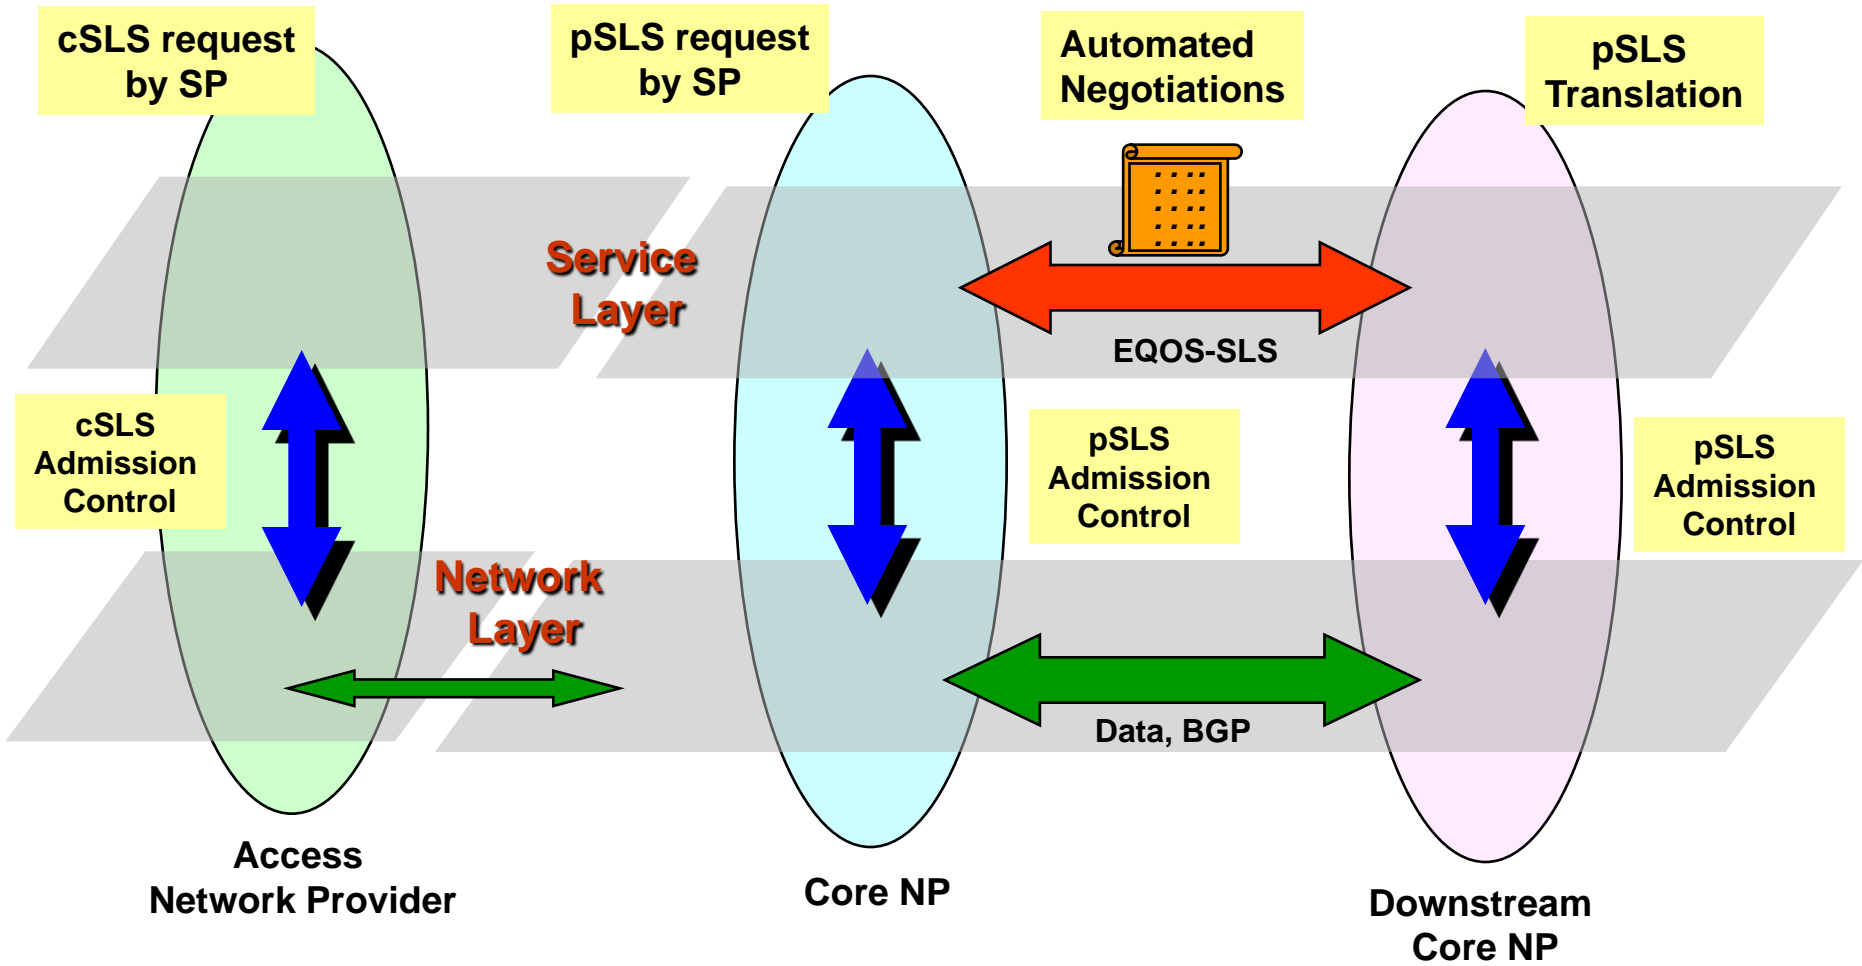 cSLS request
by SP
pSLS request
by SP
Automated
Negotiations
pSLS
Translation
Service
Layer
EQOS-SLS
cSLS
Admission
Control
pSLS
Admission
Control
pSLS
Admission
Control
Network
Layer
Data, BGP
Access
Network Provider
Core NP
Downstream
Core NP